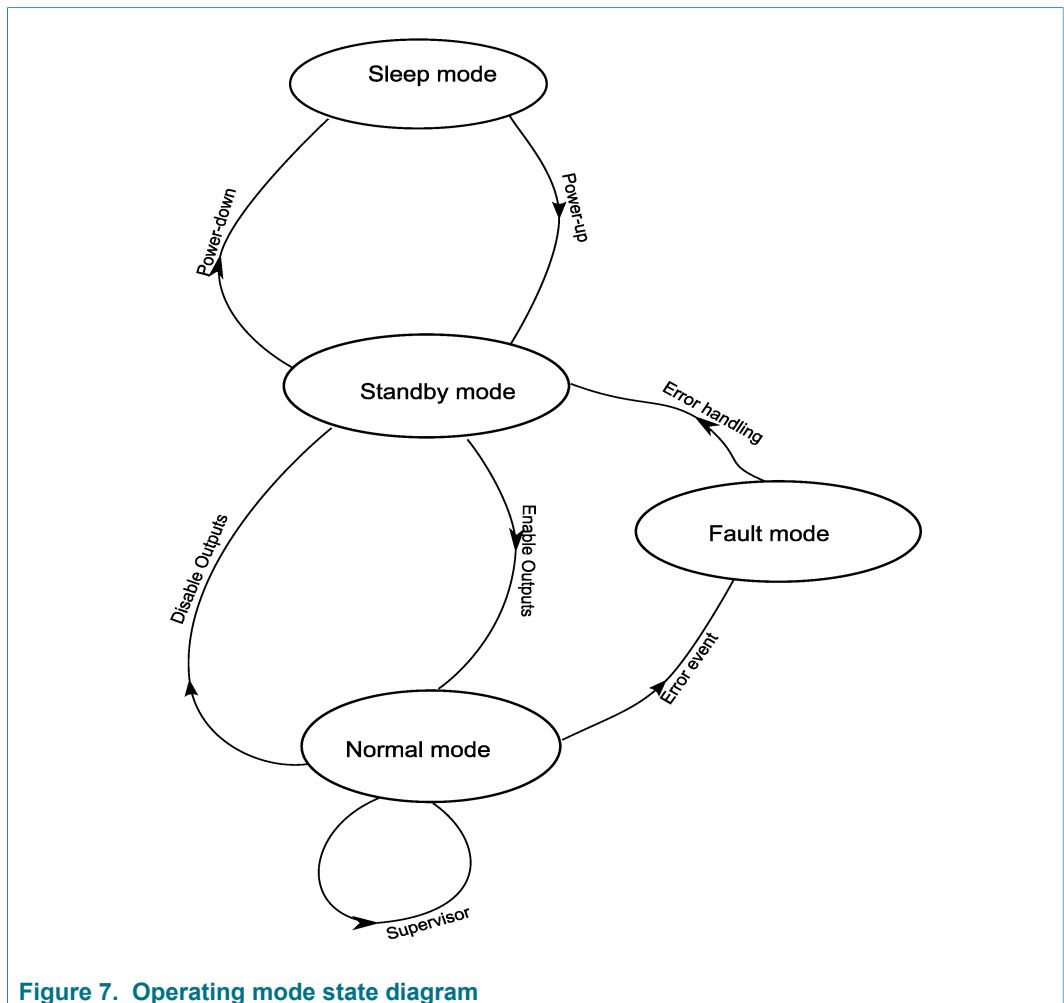 Sleep mode
Power-down
Power-up
Standby mode
Error handling
Fault mode
Enable Outputs
Disable Outputs
Error event
Normal mode
Supervisor
Figure 7. Operating mode state diagram